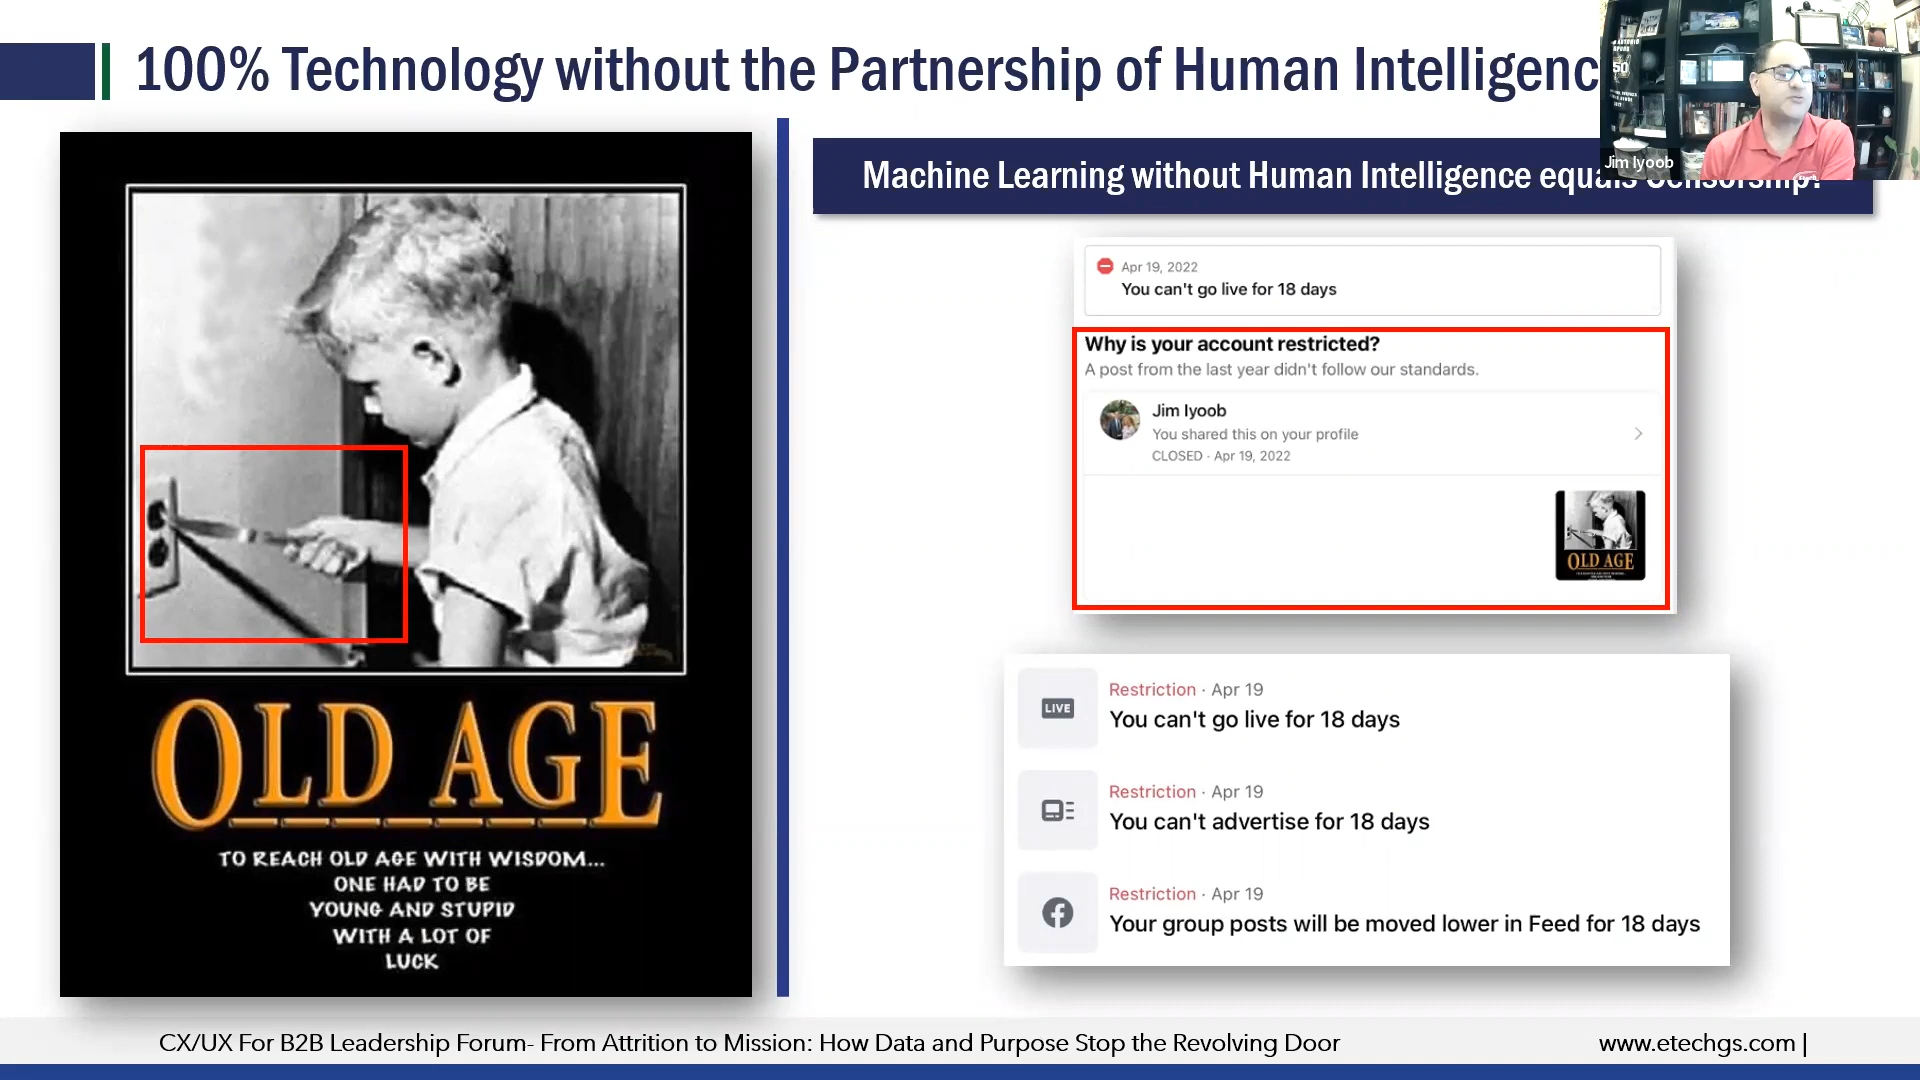 100% Technology without the Partnership of Human Intelligenc
Jim Iyoob
Machine Learning without Human Intelligence equals Censorship!
OLD AGE
TO REACH OLD AGE WITH WISDOM...
ONE HAD TO BE
YOUNG AND STUPID
WITH A LOT OF
LUCK
Apr 19, 2022
You can't go live for 18 days
Why is your account restricted?
A post from the last year didn't follow our standards.
Jim Iyoob
You shared this on your profile
CLOSED · Apr 19, 2022
OLD AGE
LIVE
Restriction · Apr 19
You can't go live for 18 days
Restriction · Apr 19
You can't advertise for 18 days
Restriction · Apr 19
Your group posts will be moved lower in Feed for 18 days
CX/UX For B2B Leadership Forum- From Attrition to Mission: How Data and Purpose Stop the Revolving Door
www.etechgs.com |